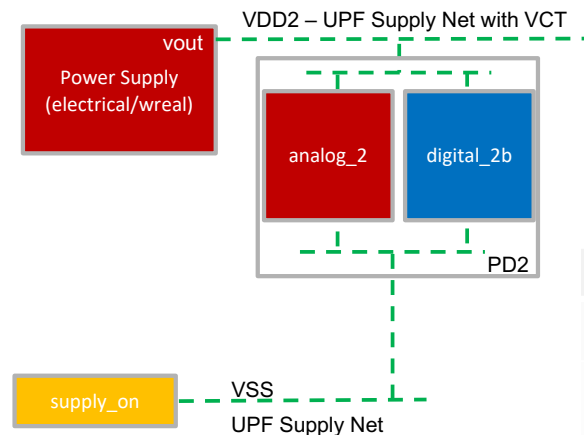 VDD2 – UPF Supply Net with VCT
vout
Power Supply
(electrical/wreal)
analog_2
digital_2b
PD2
VSS
supply_on
UPF Supply Net